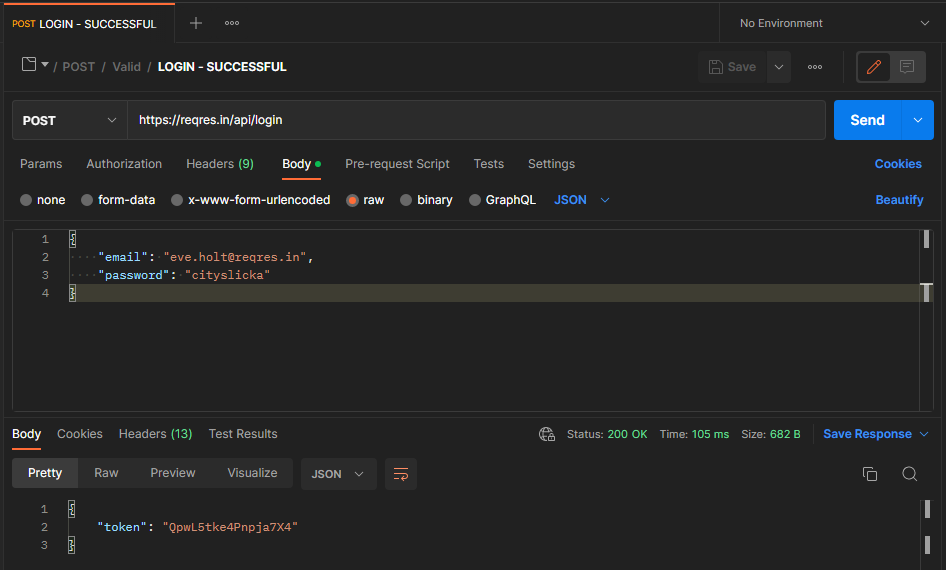 POST LOGIN - SUCCESSFUL + ooo No Environment
/ POST / Valid / LOGIN - SUCCESSFUL Save ooo
POST https://reqres.in/api/login Send
Params Authorization Headers (9) Body Pre-request Script Tests Settings Cookies
none form-data x-www-form-urlencoded raw binary GraphQL JSON Beautify
1 {
2 "email": "eve.holt@reqres.in",
3 "password": "cityslicka"
4 }
Body Cookies Headers (13) Test Results Status: 200 OK Time: 105 ms Size: 682 B Save Response
Pretty Raw Preview Visualize JSON
1 {
2 "token": "QpwL5tke4Pnpja7X4"
3 }